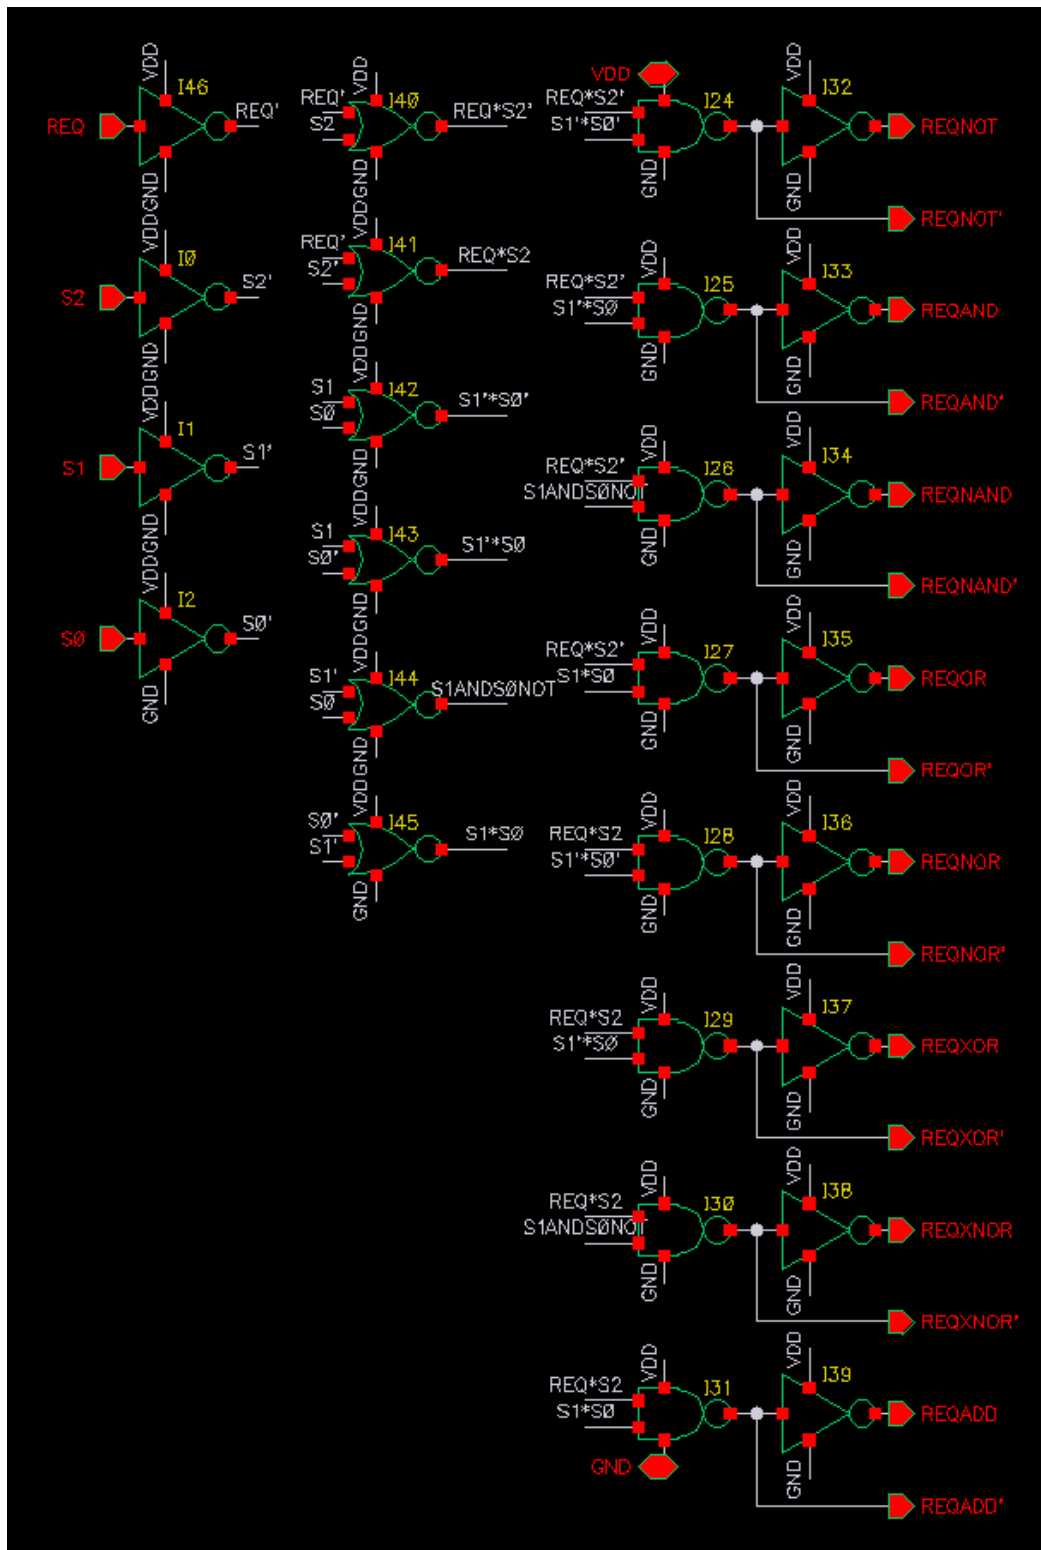 VDD
I46
REQ
REQ'
GND
VDD
I0
S2
S2'
GND
VDD
I1
S1
S1'
GND
VDD
I2
S0
S0'
GND
VDD
I40
REQ'
S2
REQ*S2'
GND
VDD
I41
REQ'
S2'
REQ*S2
GND
VDD
I42
S1
S0
S1'*S0'
GND
VDD
I43
S1
S0'
S1'*S0
GND
VDD
I44
S1'
S0
S1ANDS0NOT
GND
VDD
I45
S0'
S1'
S1*S0
GND
VDD
REQ*S2'
S1'*S0'
I24
GND
VDD
I32
GND
REQNOT
REQNOT'
VDD
REQ*S2'
S1'*S0
I25
GND
VDD
I33
GND
REQAND
REQAND'
VDD
REQ*S2'
S1ANDS0NOT
I26
GND
VDD
I34
GND
REQNAND
REQNAND'
VDD
REQ*S2'
S1*S0
I27
GND
VDD
I35
GND
REQOR
REQOR'
VDD
REQ*S2
S1'*S0'
I28
GND
VDD
I36
GND
REQNOR
REQNOR'
VDD
REQ*S2
S1'*S0
I29
GND
VDD
I37
GND
REQXOR
REQXOR'
VDD
REQ*S2
S1ANDS0NOT
I30
GND
VDD
I38
GND
REQXNOR
REQXNOR'
VDD
REQ*S2
S1*S0
I31
GND
VDD
I39
GND
REQADD
REQADD'